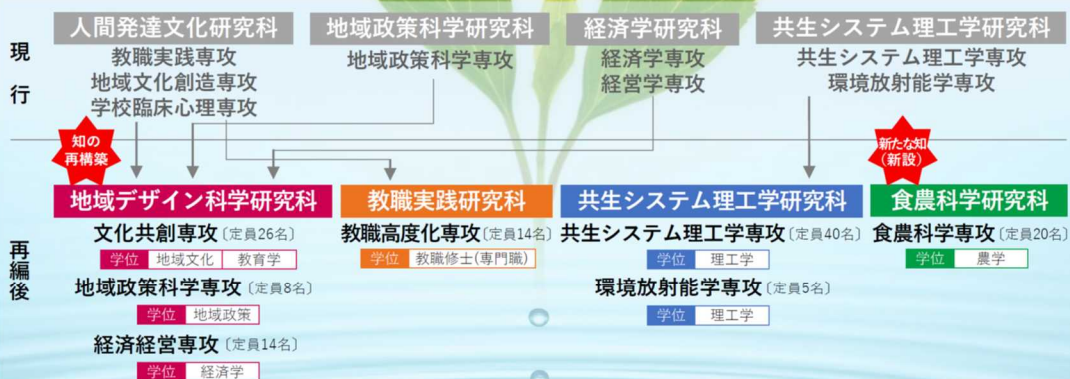 現行
人間発達文化研究科
教職実践専攻
地域文化創造専攻
学校臨床心理専攻
地域政策科学研究科
地域政策科学専攻
経済学研究科
経済学専攻
経営学専攻
共生システム理工学研究科
共生システム理工学専攻
環境放射能学専攻
知の
再構築
新たな知
(新設)
再編後
地域デザイン科学研究科
文化共創専攻〔定員26名〕
学位 地域文化 教育学
地域政策科学専攻〔定員8名〕
学位 地域政策
経済経営専攻〔定員14名〕
学位 経済学
教職実践研究科
教職高度化専攻〔定員14名〕
学位 教職修士(専門職)
共生システム理工学研究科
共生システム理工学専攻〔定員40名〕
学位 理工学
環境放射能学専攻〔定員5名〕
学位 理工学
食農科学研究科
食農科学専攻〔定員20名〕
学位 農学